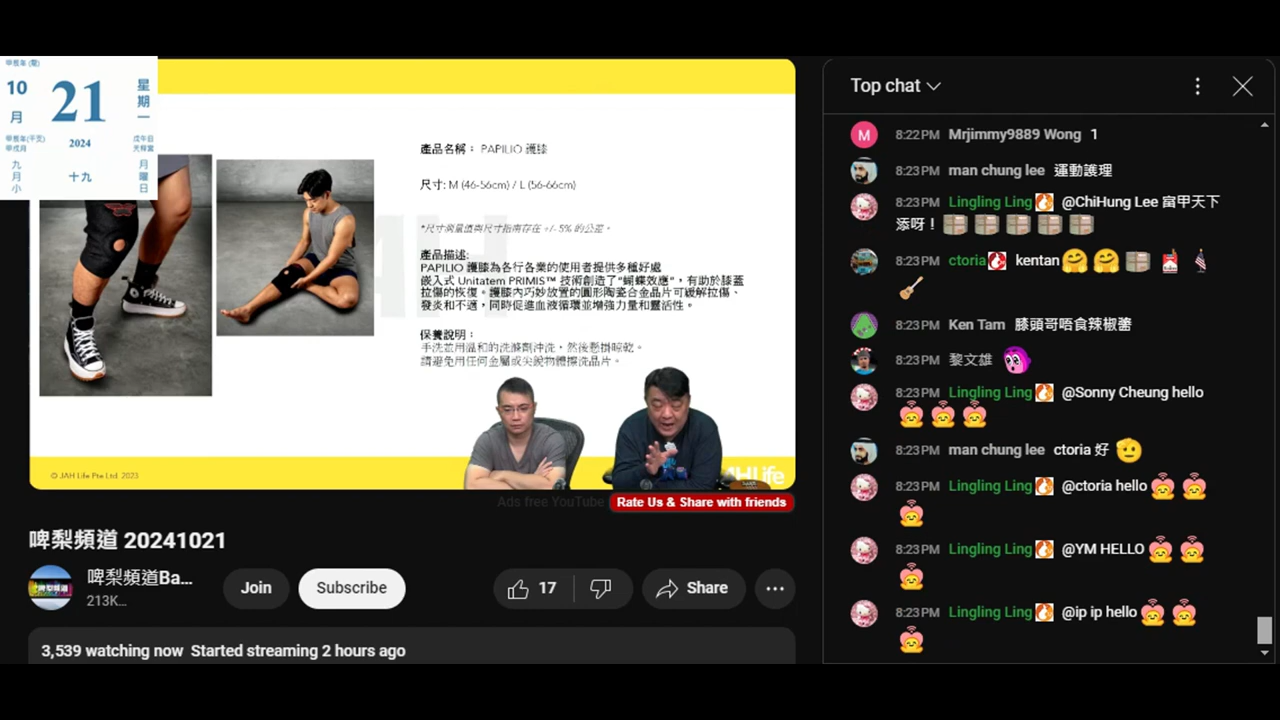 甲辰年 (龍)
10
月
21
星
期
一
2024
九
月
小
十九
月
曜
日
產品名稱： PAPILIO 護膝
尺寸: M (46-56cm) / L (56-66cm)
*尺寸測量值與尺寸指南存在 +/- 5% 的公差。
產品描述:
PAPILIO 護膝為各行各業的使用者提供多種好處
嵌入式 Unitatem PRIMIS™ 技術創造了“蝴蝶效應”，有助於膝蓋
拉傷的恢復。護膝內巧妙放置的圓形陶瓷合金晶片可緩解拉傷、
發炎和不適，同時促進血液循環並增強力量和靈活性。
保養說明：
手洗並用溫和的洗滌劑沖洗，然後懸掛晾乾。
請避免用任何金屬或尖銳物體擦洗晶片。
© JAH Life Pte Ltd 2023
JAHLife
Ads free YouTube
Rate Us & Share with friends
啤梨頻道 20241021
啤梨頻道Ba...
213K...
Join
Subscribe
17
Share
3,539 watching now Started streaming 2 hours ago
Top chat
M
8:22 PM Mrjimmy9889 Wong 1
8:23 PM man chung lee 運動護理
8:23 PM Lingling Ling @ChiHung Lee 富甲天下
添呀！
8:23 PM ctoria kentan
8:23 PM Ken Tam 膝頭哥唔食辣椒醬
8:23 PM 黎文雄
8:23 PM Lingling Ling @Sonny Cheung hello
8:23 PM man chung lee ctoria 好
8:23 PM Lingling Ling @ctoria hello
8:23 PM Lingling Ling @YM HELLO
8:23 PM Lingling Ling @ip ip hello